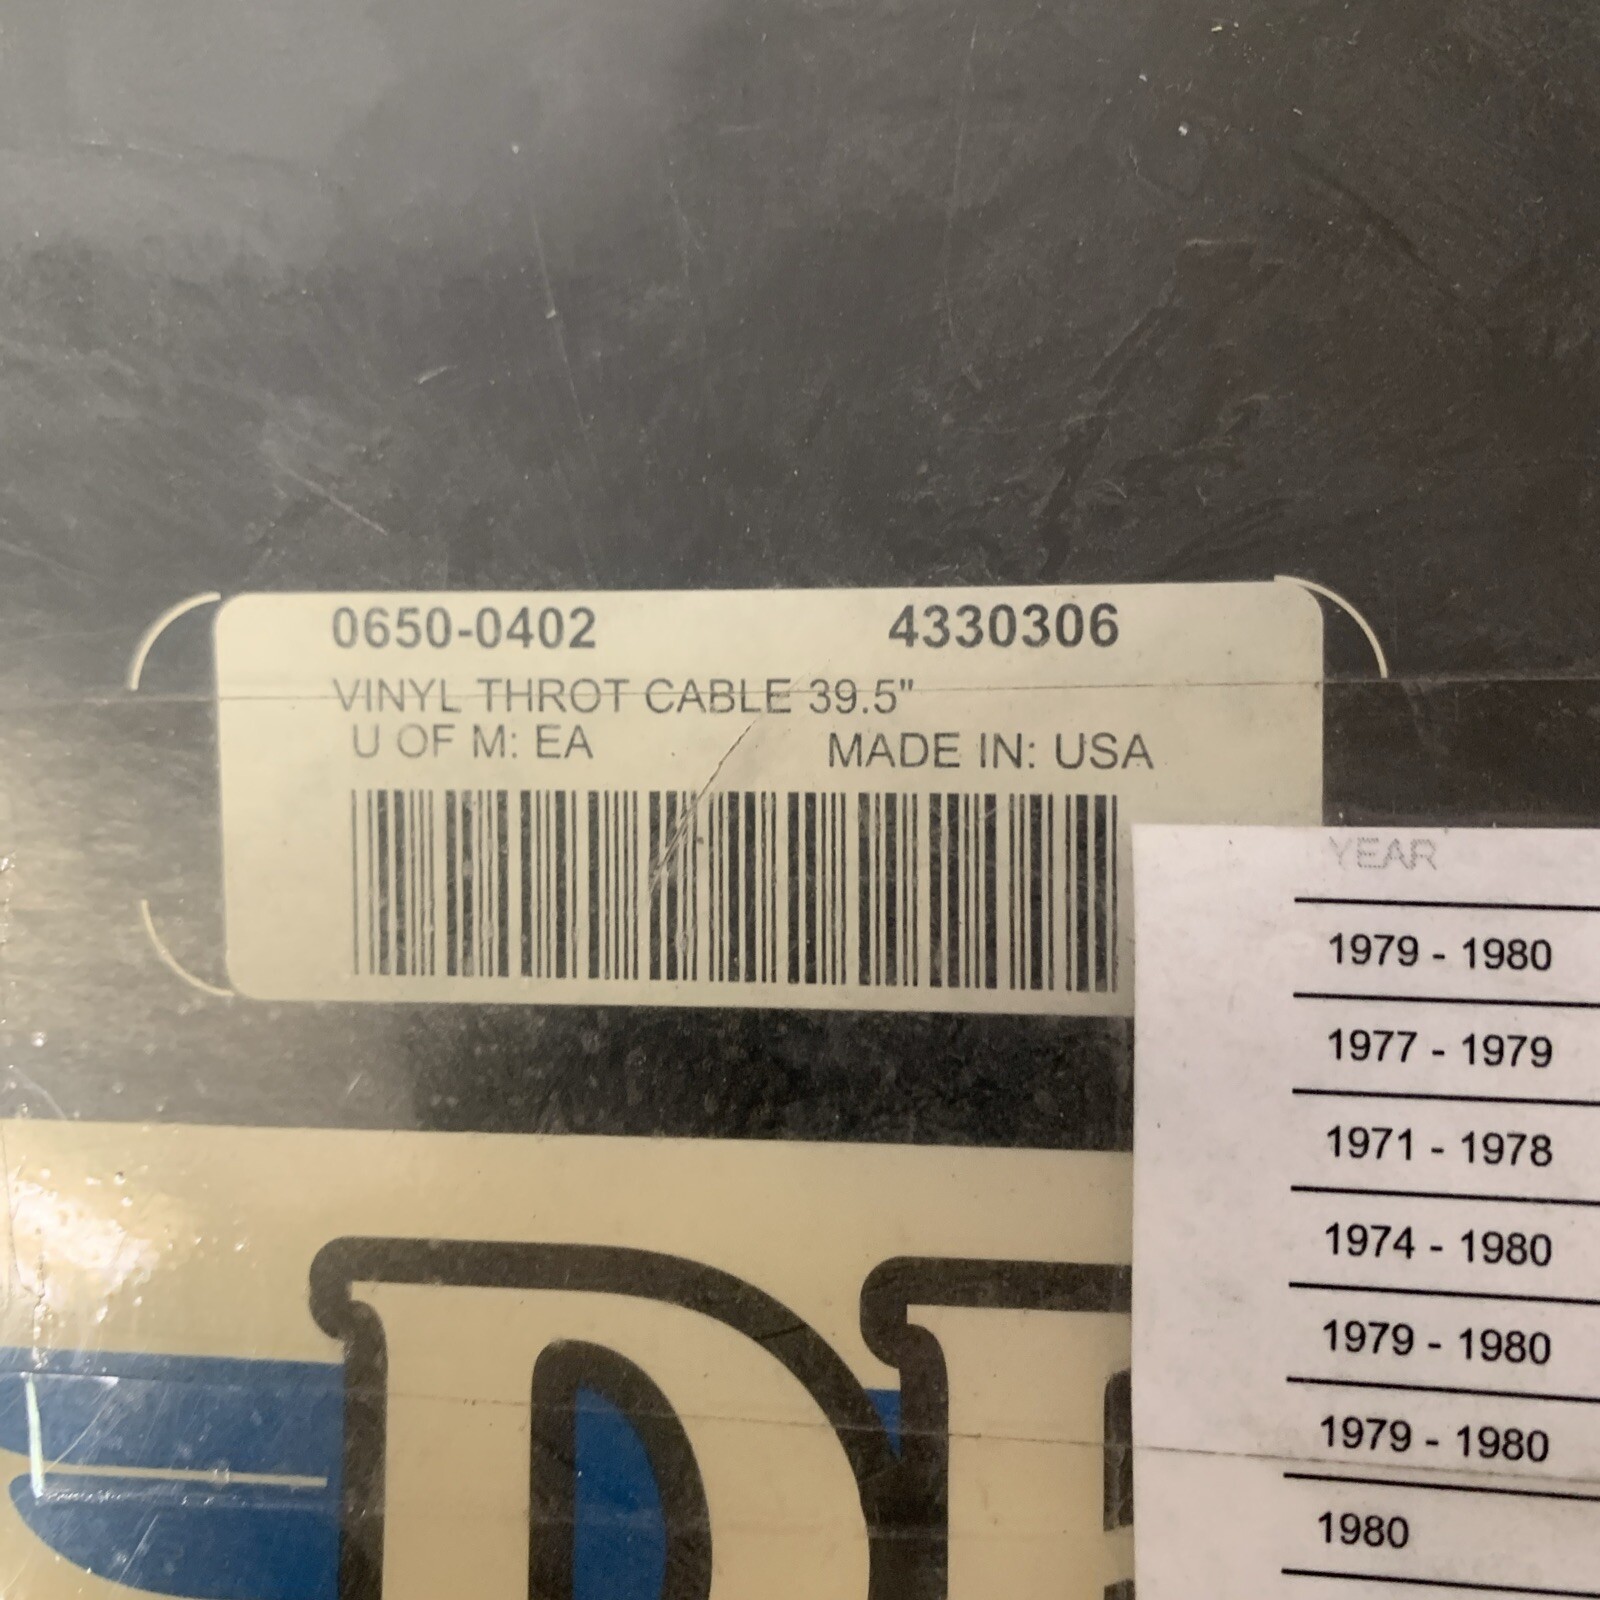 0650-0402 4330306
VINYL THROT CABLE 39.5"
U OF M: EA MADE IN: USA
YEAR
1979 - 1980
1977 - 1979
1971 - 1978
1974 - 1980
1979 - 1980
1979 - 1980
1980
D